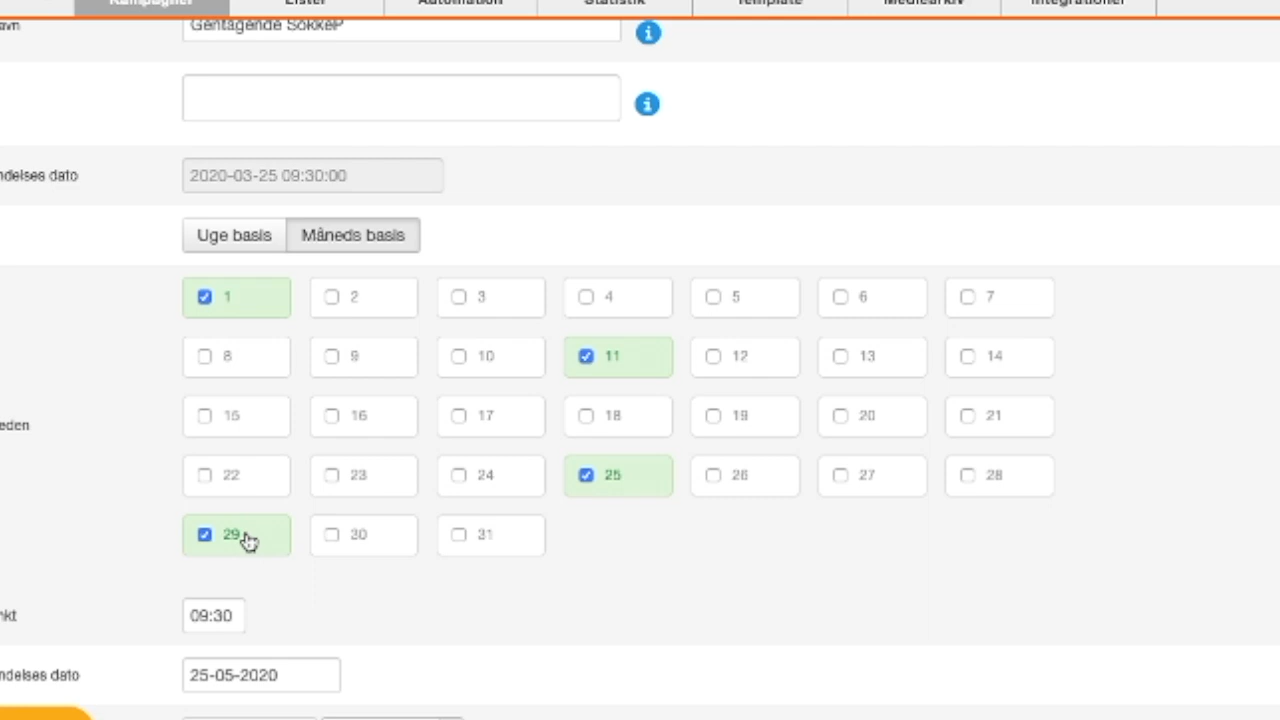 Kampagner Lister Automation Statistik Template Mediearkiv Integrationer
avn Gentagende SokkeP
ndelses dato 2020-03-25 09:30:00
Uge basis Måneds basis
1 2 3 4 5 6 7
8 9 10 11 12 13 14
15 16 17 18 19 20 21
eden
22 23 24 25 26 27 28
29 30 31
nkt 09:30
ndelses dato 25-05-2020